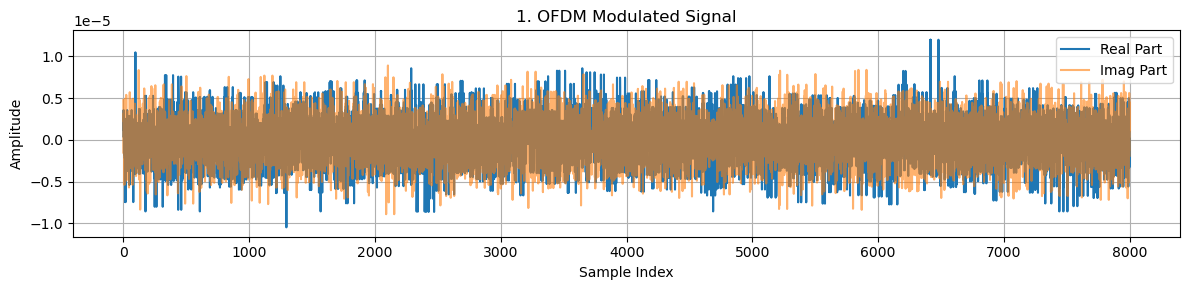 1. OFDM Modulated Signal
1e−5
Real Part
Imag Part
1.0
0.5
0.0
−0.5
−1.0
Amplitude
0 1000 2000 3000 4000 5000 6000 7000 8000
Sample Index